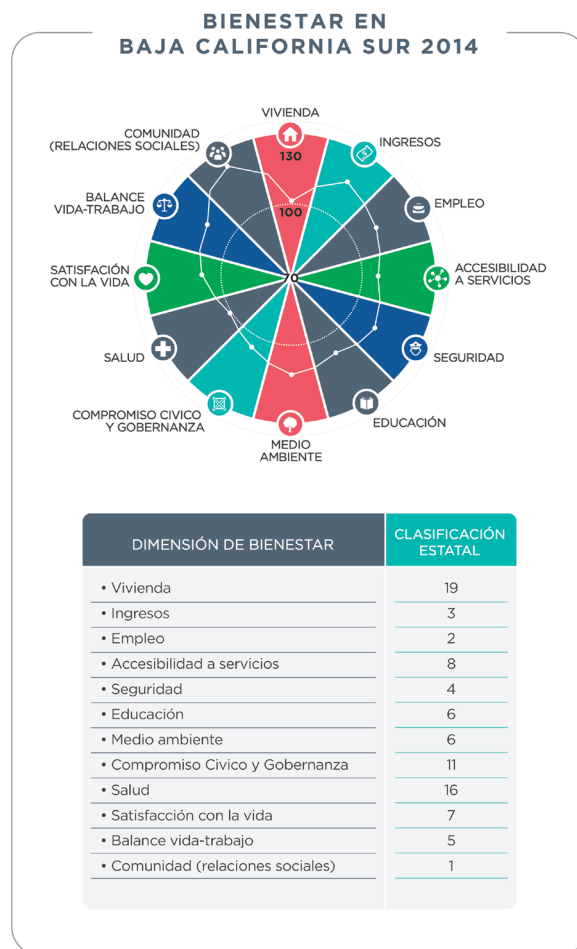 BIENESTAR EN
BAJA CALIFORNIA SUR 2014
VIVIENDA
COMUNIDAD
(RELACIONES SOCIALES)
INGRESOS
130
BALANCE
VIDA-TRABAJO
EMPLEO
100
SATISFACIÓN
CON LA VIDA
70
ACCESIBILIDAD
A SERVICIOS
SALUD
SEGURIDAD
COMPROMISO CIVICO
Y GOBERNANZA
EDUCACIÓN
MEDIO
AMBIENTE
DIMENSIÓN DE BIENESTAR
CLASIFICACIÓN
ESTATAL
• Vivienda 19
• Ingresos 3
• Empleo 2
• Accesibilidad a servicios 8
• Seguridad 4
• Educación 6
• Medio ambiente 6
• Compromiso Civico y Gobernanza 11
• Salud 16
• Satisfacción con la vida 7
• Balance vida-trabajo 5
• Comunidad (relaciones sociales) 1